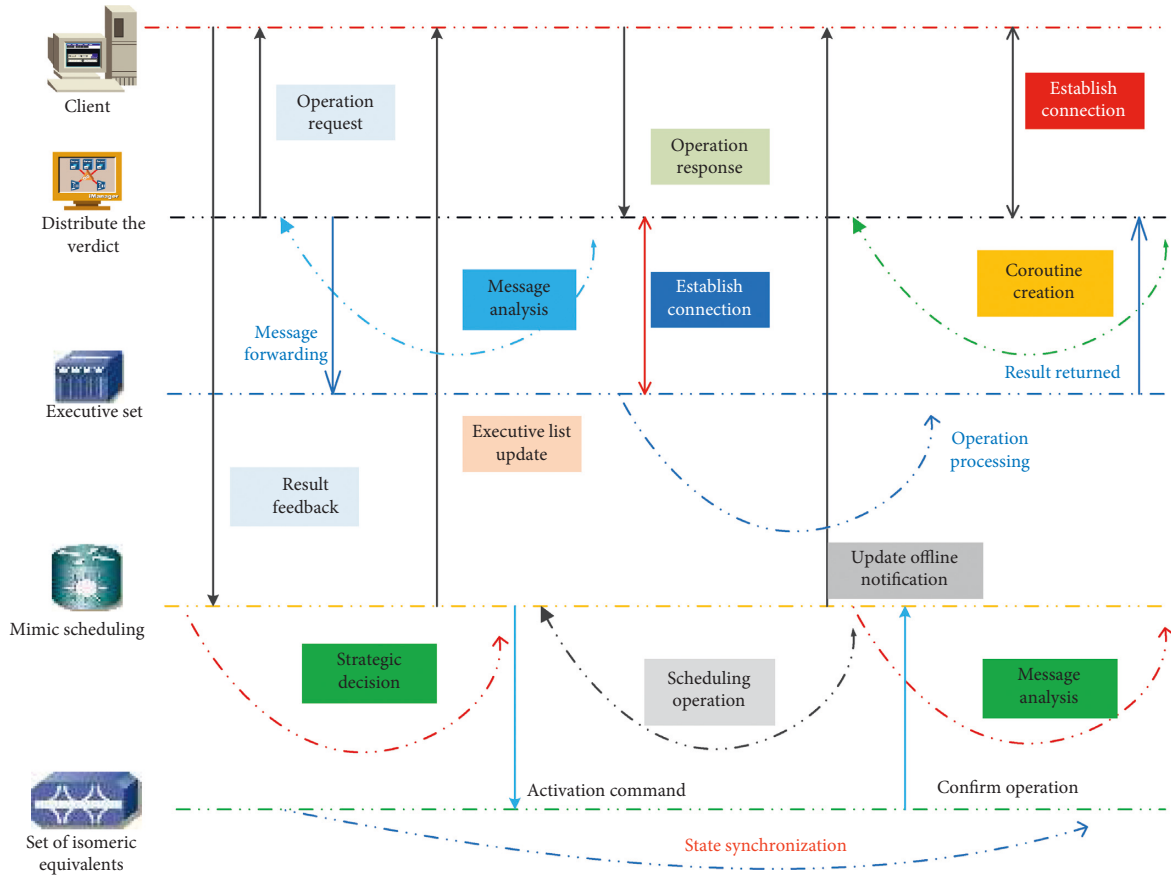 Client
Operation
request
Establish
connection
Operation
response
iManager
Distribute the
verdict
Message
analysis
Establish
connection
Coroutine
creation
Message
forwarding
Result returned
Executive set
Executive list
update
Operation
processing
Result
feedback
Update offline
notification
Mimic scheduling
Strategic
decision
Scheduling
operation
Message
analysis
Activation command
Confirm operation
Set of isomeric
equivalents
State synchronization